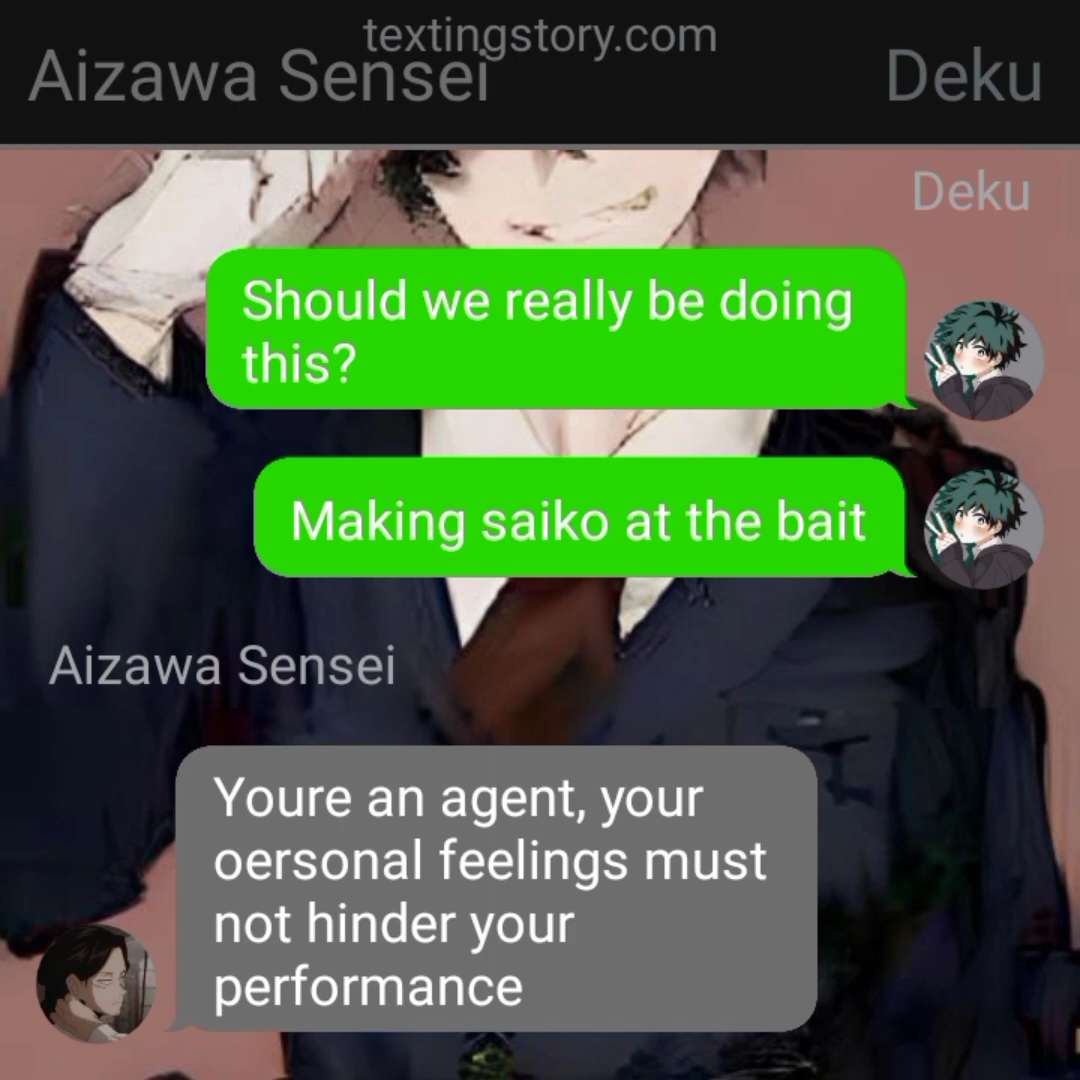 textingstory.com
Aizawa Sensei
Deku
Deku
Should we really be doing
this?
Making saiko at the bait
Aizawa Sensei
Youre an agent, your
oersonal feelings must
not hinder your
performance